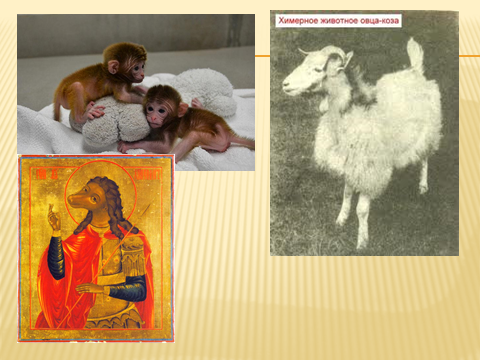 Химерное животное овца-коза